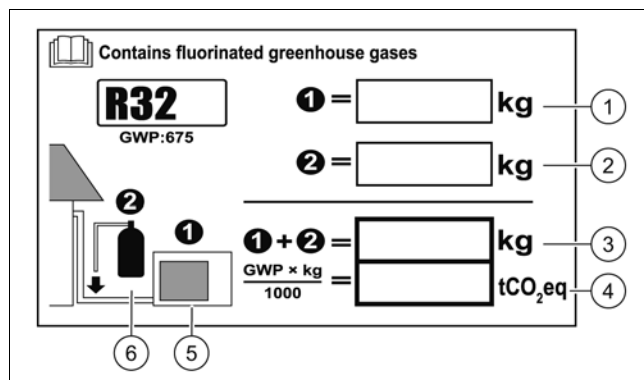 Contains fluorinated greenhouse gases
R32
GWP:675
❶ = kg ①
❷ = kg ②
❶+❷ = kg ③
GWP × kg
1000
= tCO₂eq ④
❷
❶
⑥ ⑤